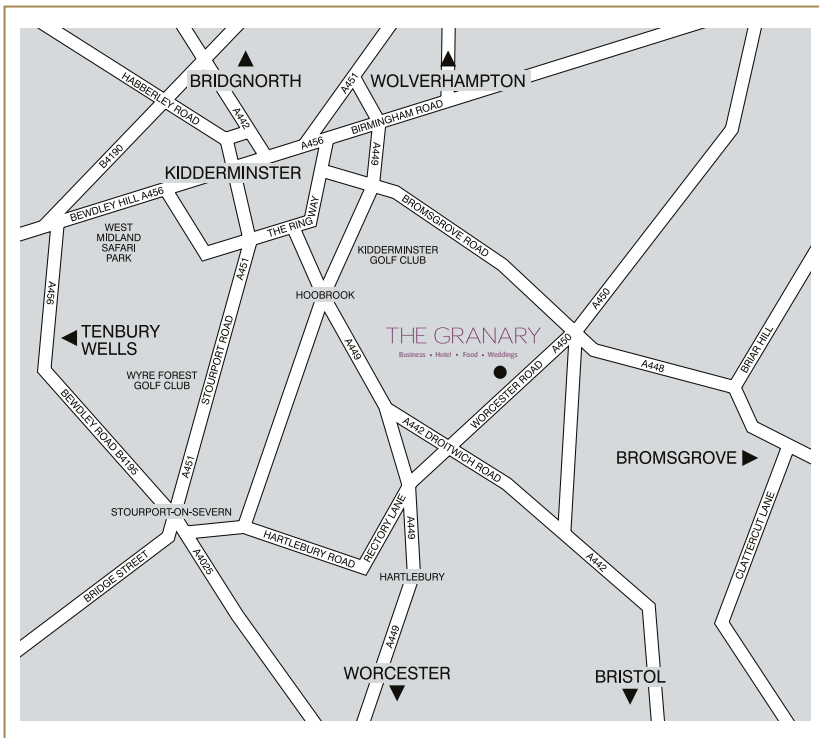 BRIDGNORTH
WOLVERHAMPTON
HABBERLEY ROAD
A442
A451
BIRMINGHAM ROAD
B4190
A456
A449
KIDDERMINSTER
BEWDLEY HILL A456
THE RINGWAY
BROMSGROVE ROAD
WEST
MIDLAND
SAFARI
PARK
KIDDERMINSTER
GOLF CLUB
A451
A456
HOOBROOK
A450
TENBURY
WELLS
STOURPORT ROAD
A449
THE GRANARY
Business • Hotel • Food • Weddings
A450
WORCESTER ROAD
BRIAR HILL
A448
WYRE FOREST
GOLF CLUB
BEWDLEY ROAD B4195
A442 DROITWICH ROAD
BROMSGROVE
A451
STOURPORT-ON-SEVERN
RECTORY LANE
A449
HARTLEBURY ROAD
CLATTERCUT LANE
BRIDGE STREET
A4025
HARTLEBURY
A442
A449
WORCESTER
BRISTOL